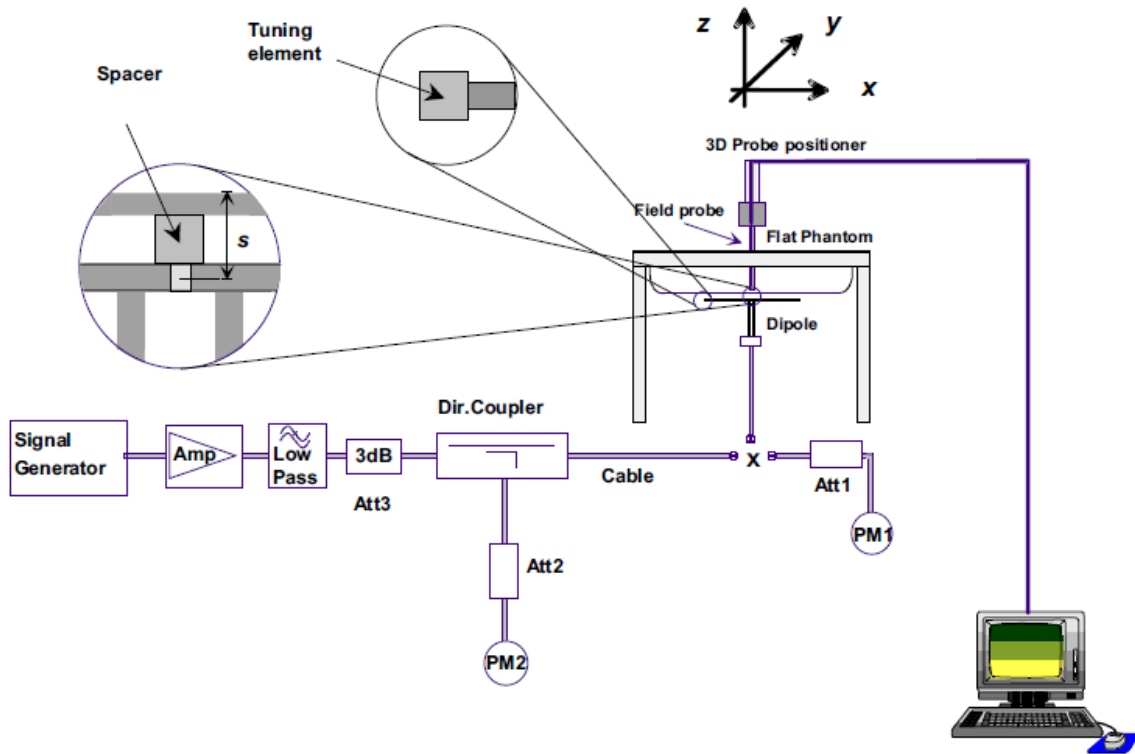 Tuning
element
Spacer
s
z
y
x
3D Probe positioner
Field probe
Flat Phantom
Dipole
Dir.Coupler
Signal
Generator
Amp
Low
Pass
3dB
Att3
Cable
X
Att1
PM1
Att2
PM2